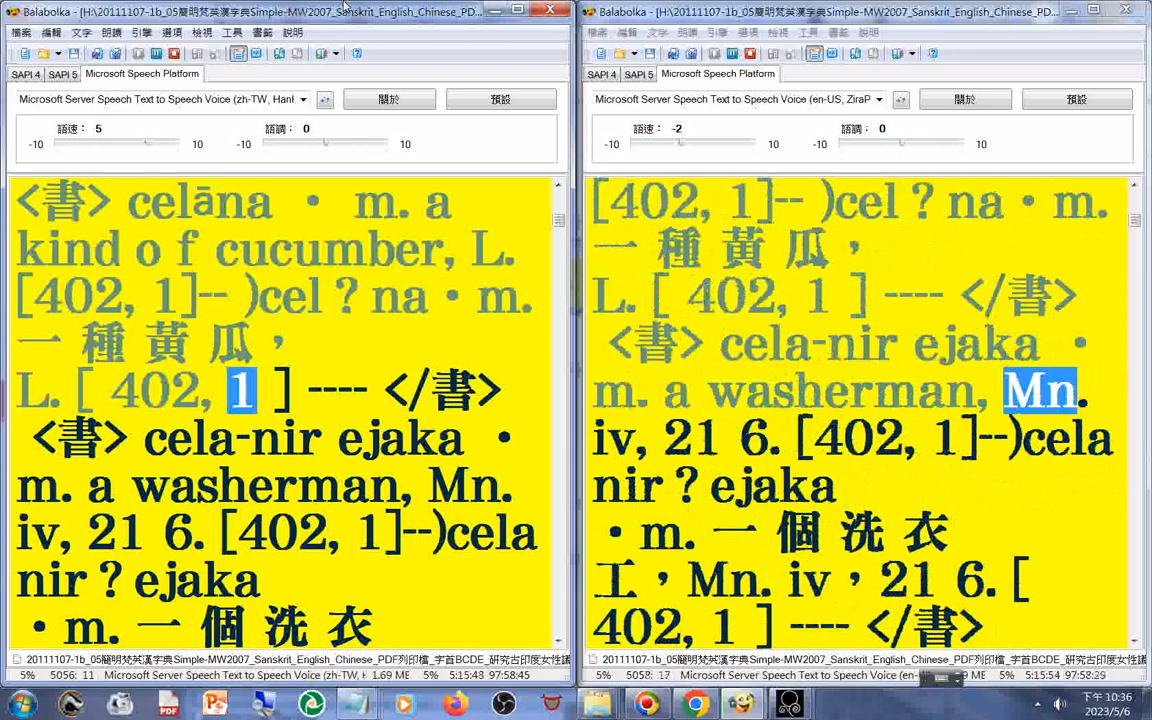 Balabolka - [H:\20111107-1b_05簡明梵英漢字典Simple-MW2007_Sanskrit_English_Chinese_PD...
檔案 編輯 文字 朗讀 引擎 選項 檢視 工具 書籤 說明
SAPI 4 SAPI 5 Microsoft Speech Platform
Microsoft Server Speech Text to Speech Voice (zh-TW, Hanl
關於 預設
語速： 5 語調： 0
-10 10 -10 10
<書> celāna • m. a
kind o f cucumber, L.
[402, 1]-- )cel ? na • m.
一 種 黃 瓜，
L. [ 402, 1 ] ---- </書>
<書> cela-nir ejaka •
m. a washerman, Mn.
iv, 21 6. [402, 1]--)cela
nir ? ejaka
• m. 一 個 洗 衣
20111107-1b_05簡明梵英漢字典Simple-MW2007_Sanskrit_English_Chinese_PDF列印檔_字首BCDE_研究古印度女性議
5% 5056: 11 Microsoft Server Speech Text to Speech Voice (zh-TW, H 1.69 ME 5% 5:15:48 97:58:45
Balabolka - [H:\20111107-1b_05簡明梵英漢字典Simple-MW2007_Sanskrit_English_Chinese_PD...
檔案 編輯 文字 朗讀 引擎 選項 檢視 工具 書籤 說明
SAPI 4 SAPI 5 Microsoft Speech Platform
Microsoft Server Speech Text to Speech Voice (en-US, ZiraP
關於 預設
語速： -2 語調： 0
-10 10 -10 10
[402, 1]-- )cel ? na • m.
一 種 黃 瓜，
L. [ 402, 1 ] ---- </書>
<書> cela-nir ejaka •
m. a washerman, Mn.
iv, 21 6. [402, 1]--)cela
nir ? ejaka
• m. 一 個 洗 衣
工，Mn. iv，21 6. [
402, 1 ] ---- </書>
20111107-1b_05簡明梵英漢字典Simple-MW2007_Sanskrit_English_Chinese_PDF列印檔_字首BCDE_研究古印度女性議
5% 5058: 17 Microsoft Server Speech Text to Speech Voice 1.69 ME 5% 5:15:54 97:58:29
下午 10:36
2023/5/6